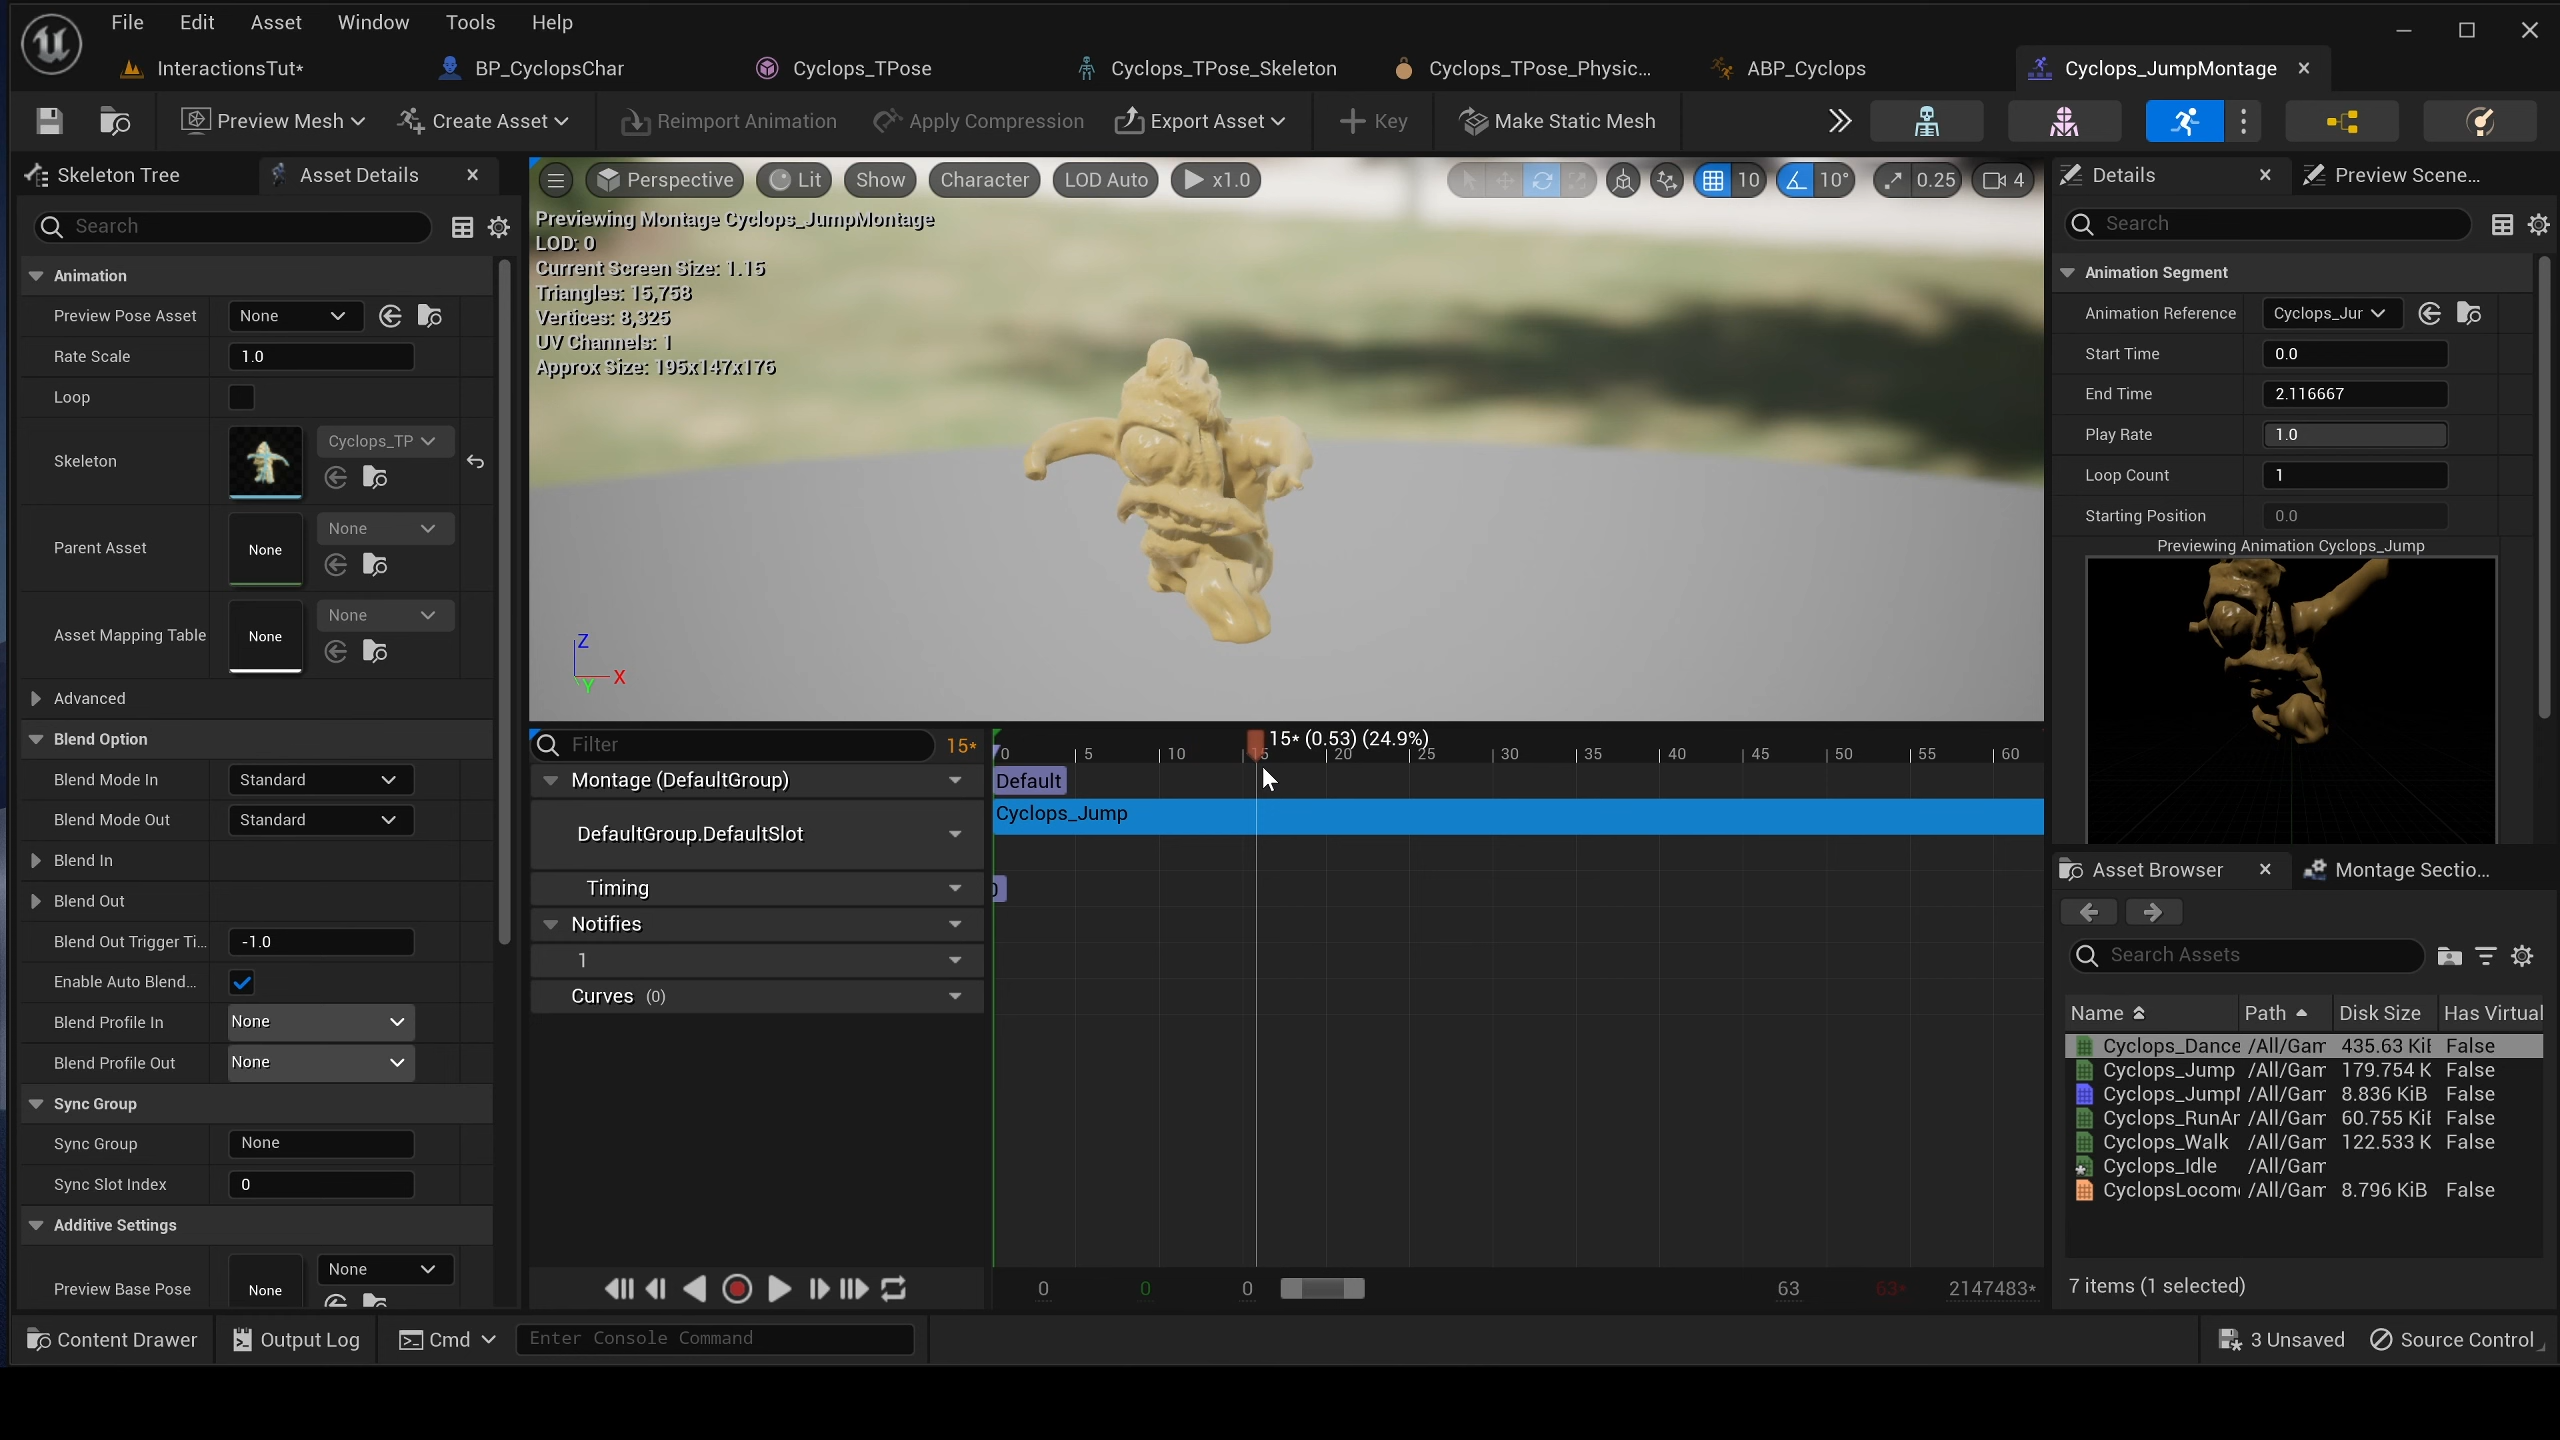 File Edit Asset Window Tools Help
InteractionsTut* BP_CyclopsChar Cyclops_TPose Cyclops_TPose_Skeleton Cyclops_TPose_Physic... ABP_Cyclops Cyclops_JumpMontage
Preview Mesh Create Asset Reimport Animation Apply Compression Export Asset Key Make Static Mesh
Skeleton Tree Asset Details
Search
Animation
Preview Pose Asset None
Rate Scale 1.0
Loop
Skeleton Cyclops_TP
Parent Asset None None
Asset Mapping Table None None
Advanced
Blend Option
Blend Mode In Standard
Blend Mode Out Standard
Blend In
Blend Out
Blend Out Trigger Ti... -1.0
Enable Auto Blend...
Blend Profile In None
Blend Profile Out None
Sync Group
Sync Group None
Sync Slot Index 0
Additive Settings
Preview Base Pose None None
Perspective Lit Show Character LOD Auto x1.0 10 10° 0.25 4
Previewing Montage Cyclops_JumpMontage
LOD: 0
Current Screen Size: 1.15
Triangles: 15,758
Vertices: 8,325
UV Channels: 1
Approx Size: 195x147x176
Z
X
Y
Filter 15*
15* (0.53) (24.9%)
0 5 10 15 20 25 30 35 40 45 50 55 60
Montage (DefaultGroup) Default
Cyclops_Jump
DefaultGroup.DefaultSlot
Timing
Notifies
1
Curves (0)
0 0 0 63 63* 2147483*
Details Preview Scene...
Search
Animation Segment
Animation Reference Cyclops_Jur
Start Time 0.0
End Time 2.116667
Play Rate 1.0
Loop Count 1
Starting Position 0.0
Previewing Animation Cyclops_Jump
Asset Browser Montage Sectio...
Search Assets
Name Path Disk Size Has Virtual
Cyclops_Dance /All/Gam 435.63 KiB False
Cyclops_Jump /All/Gam 179.754 K False
Cyclops_JumpM /All/Gam 8.836 KiB False
Cyclops_RunAr /All/Gam 60.755 KiB False
Cyclops_Walk /All/Gam 122.533 K False
Cyclops_Idle /All/Gam
CyclopsLocomo /All/Gam 8.796 KiB False
7 items (1 selected)
Content Drawer Output Log Cmd Enter Console Command 3 Unsaved Source Control